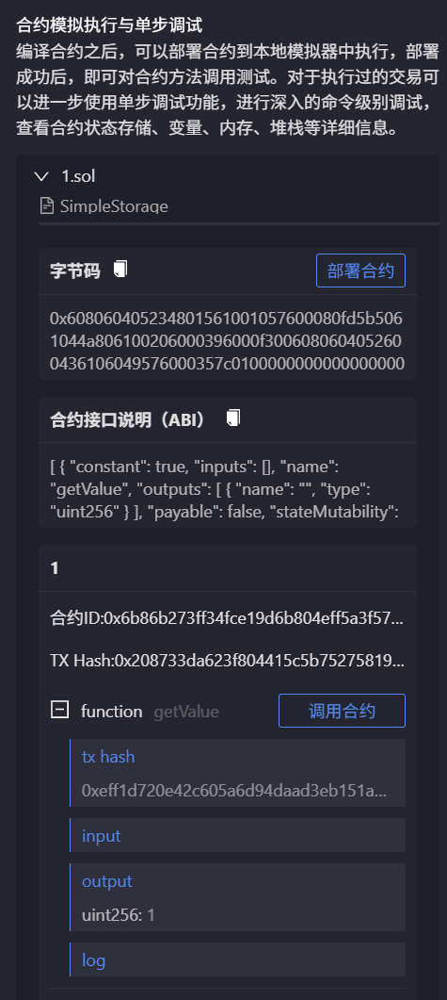 合约模拟执行与单步调试
编译合约之后，可以部署合约到本地模拟器中执行，部署
成功后，即可对合约方法调用测试。对于执行过的交易可
以进一步使用单步调试功能，进行深入的命令级别调试，
查看合约状态存储、变量、内存、堆栈等详细信息。
1.sol
SimpleStorage
字节码
部署合约
0x608060405234801561001057600080fd5b506
1044a806100206000396000f300608060405260
043610604957​6000357c0100000000000000000
合约接口说明（ABI）
[ { "constant": true, "inputs": [], "name":
"getValue", "outputs": [ { "name": "", "type":
"uint256" } ], "payable": false, "stateMutability":
1
合约ID:0x6b86b273ff34fce19d6b804eff5a3f57...
TX Hash:0x208733da623f804415c5b75275819...
function getValue
调用合约
tx hash
0xeff1d720e42c605a6d94daad3eb151a...
input
output
uint256: 1
log